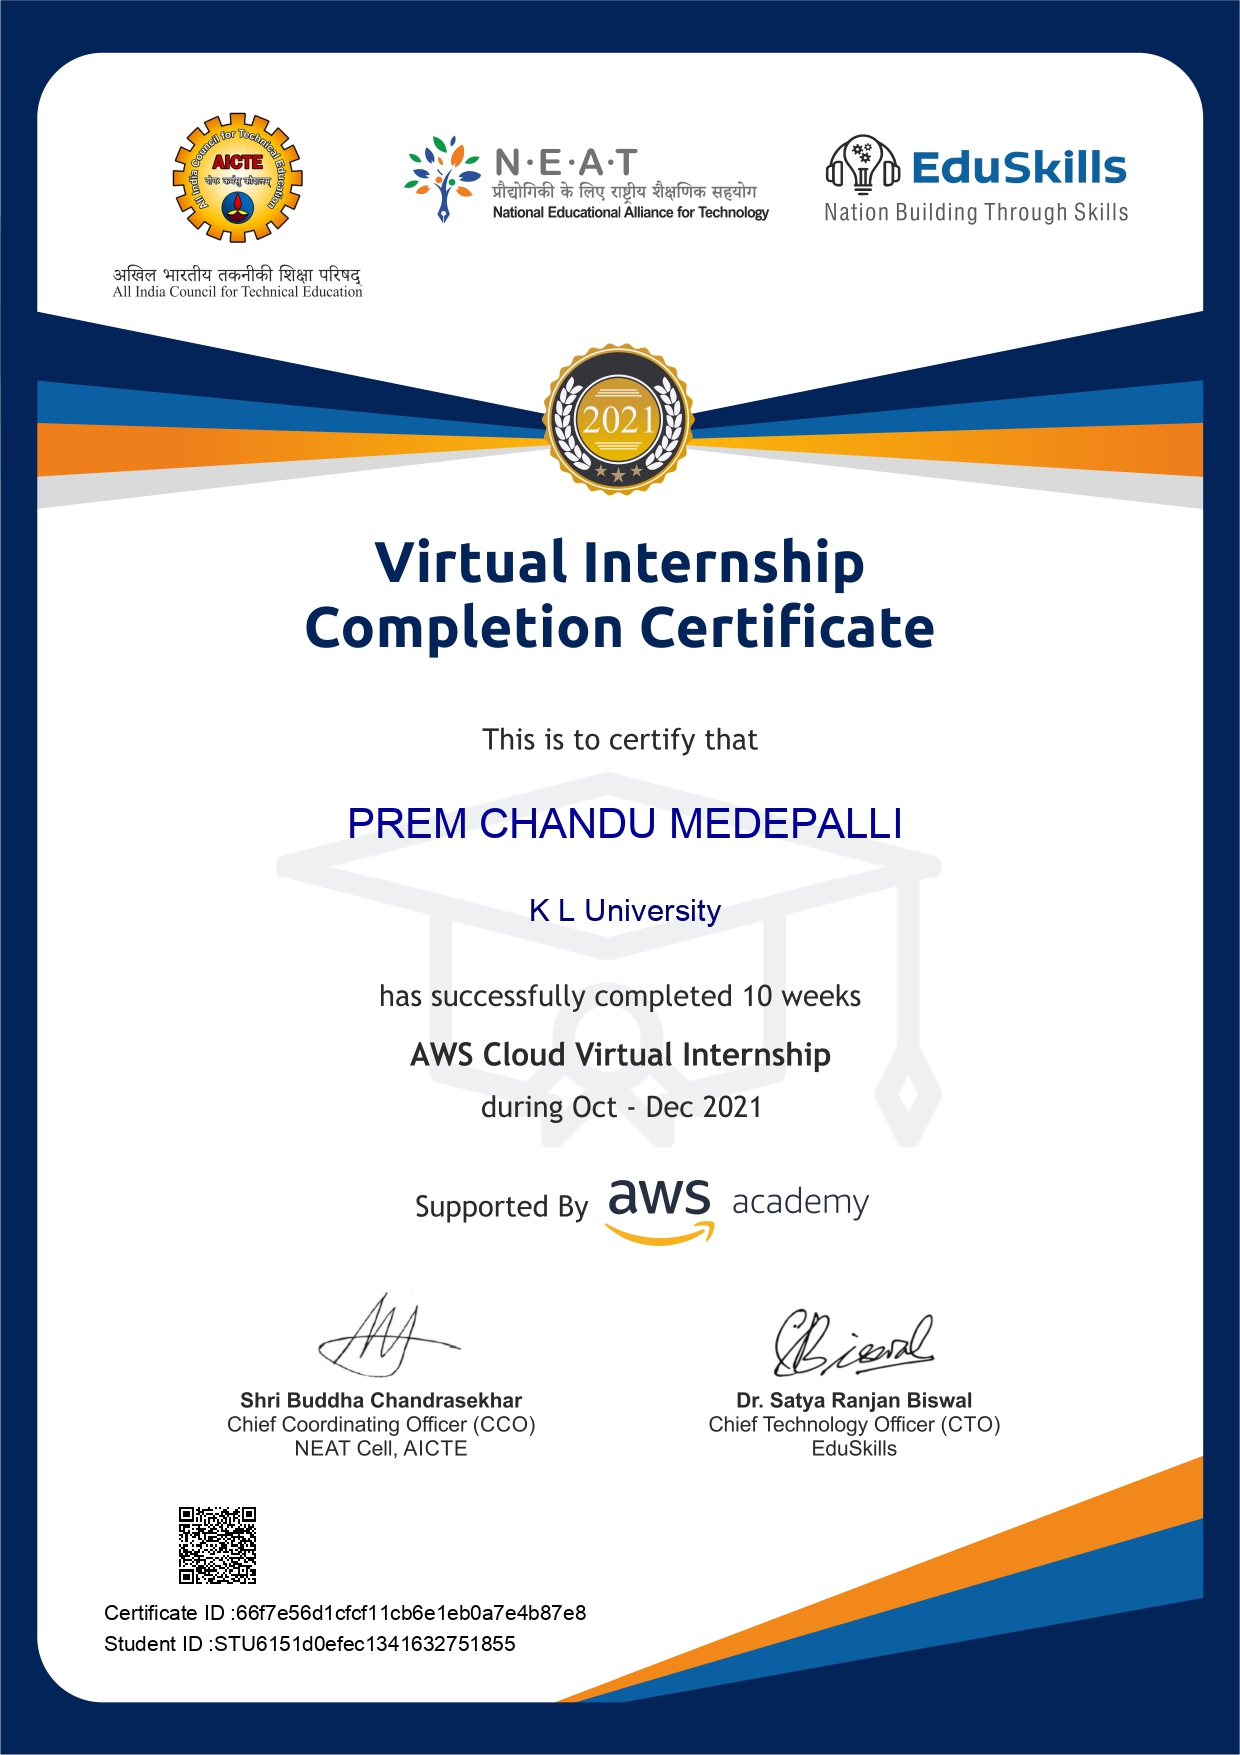 All India Council for Technical Education
AICTE
योगः कर्मसु कौशलम्
अखिल भारतीय तकनीकी शिक्षा परिषद्
All India Council for Technical Education
N·E·A·T
प्रौद्योगिकी के लिए राष्ट्रीय शैक्षणिक सहयोग
National Educational Alliance for Technology
EduSkills
Nation Building Through Skills
2021
Virtual Internship
Completion Certificate
This is to certify that
PREM CHANDU MEDEPALLI
K L University
has successfully completed 10 weeks
AWS Cloud Virtual Internship
during Oct - Dec 2021
Supported By aws academy
Shri Buddha Chandrasekhar
Chief Coordinating Officer (CCO)
NEAT Cell, AICTE
Biswal
Dr. Satya Ranjan Biswal
Chief Technology Officer (CTO)
EduSkills
Certificate ID :66f7e56d1cfcf11cb6e1eb0a7e4b87e8
Student ID :STU6151d0efec1341632751855